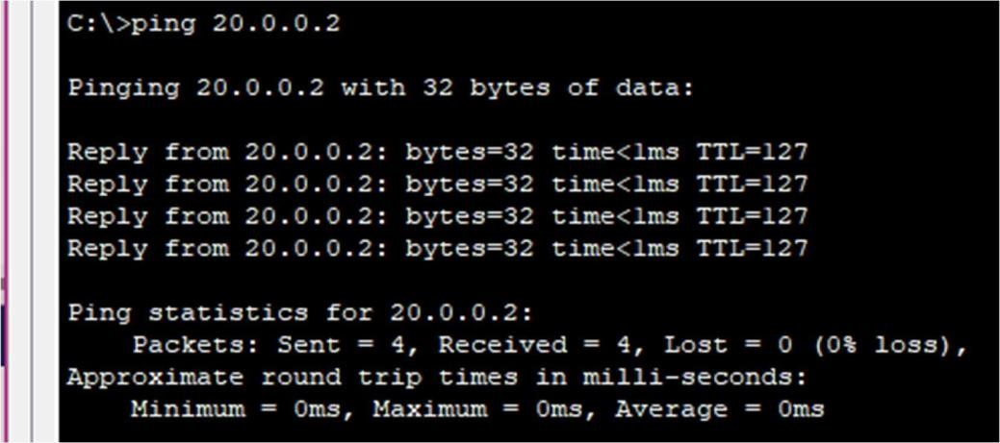 C:\>ping 20.0.0.2
Pinging 20.0.0.2 with 32 bytes of data:
Reply from 20.0.0.2: bytes=32 time<1ms TTL=127
Reply from 20.0.0.2: bytes=32 time<1ms TTL=127
Reply from 20.0.0.2: bytes=32 time<1ms TTL=127
Reply from 20.0.0.2: bytes=32 time<1ms TTL=127
Ping statistics for 20.0.0.2:
Packets: Sent = 4, Received = 4, Lost = 0 (0% loss),
Approximate round trip times in milli-seconds:
Minimum = 0ms, Maximum = 0ms, Average = 0ms